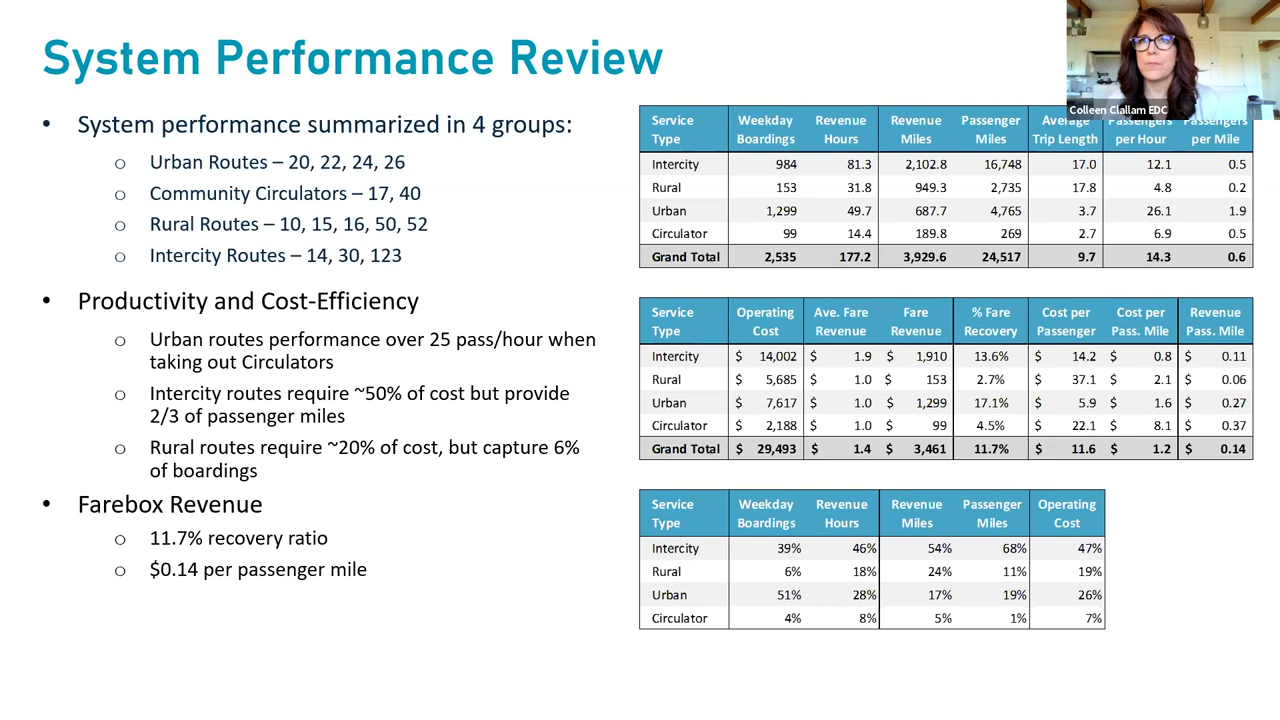 System Performance Review
Colleen Clallam EDC
• System performance summarized in 4 groups:
o Urban Routes – 20, 22, 24, 26
o Community Circulators – 17, 40
o Rural Routes – 10, 15, 16, 50, 52
o Intercity Routes – 14, 30, 123
• Productivity and Cost-Efficiency
o Urban routes performance over 25 pass/hour when
taking out Circulators
o Intercity routes require ~50% of cost but provide
2/3 of passenger miles
o Rural routes require ~20% of cost, but capture 6%
of boardings
• Farebox Revenue
o 11.7% recovery ratio
o $0.14 per passenger mile
Service Weekday Revenue Revenue Passenger Average Passengers Passengers
Type Boardings Hours Miles Miles Trip Length per Hour per Mile
Intercity 984 81.3 2,102.8 16,748 17.0 12.1 0.5
Rural 153 31.8 949.3 2,735 17.8 4.8 0.2
Urban 1,299 49.7 687.7 4,765 3.7 26.1 1.9
Circulator 99 14.4 189.8 269 2.7 6.9 0.5
Grand Total 2,535 177.2 3,929.6 24,517 9.7 14.3 0.6
Service Operating Ave. Fare Fare % Fare Cost per Cost per Revenue
Type Cost Revenue Revenue Recovery Passenger Pass. Mile Pass. Mile
Intercity $ 14,002 $ 1.9 $ 1,910 13.6% $ 14.2 $ 0.8 $ 0.11
Rural $ 5,685 $ 1.0 $ 153 2.7% $ 37.1 $ 2.1 $ 0.06
Urban $ 7,617 $ 1.0 $ 1,299 17.1% $ 5.9 $ 1.6 $ 0.27
Circulator $ 2,188 $ 1.0 $ 99 4.5% $ 22.1 $ 8.1 $ 0.37
Grand Total $ 29,493 $ 1.4 $ 3,461 11.7% $ 11.6 $ 1.2 $ 0.14
Service Weekday Revenue Revenue Passenger Operating
Type Boardings Hours Miles Miles Cost
Intercity 39% 46% 54% 68% 47%
Rural 6% 18% 24% 11% 19%
Urban 51% 28% 17% 19% 26%
Circulator 4% 8% 5% 1% 7%